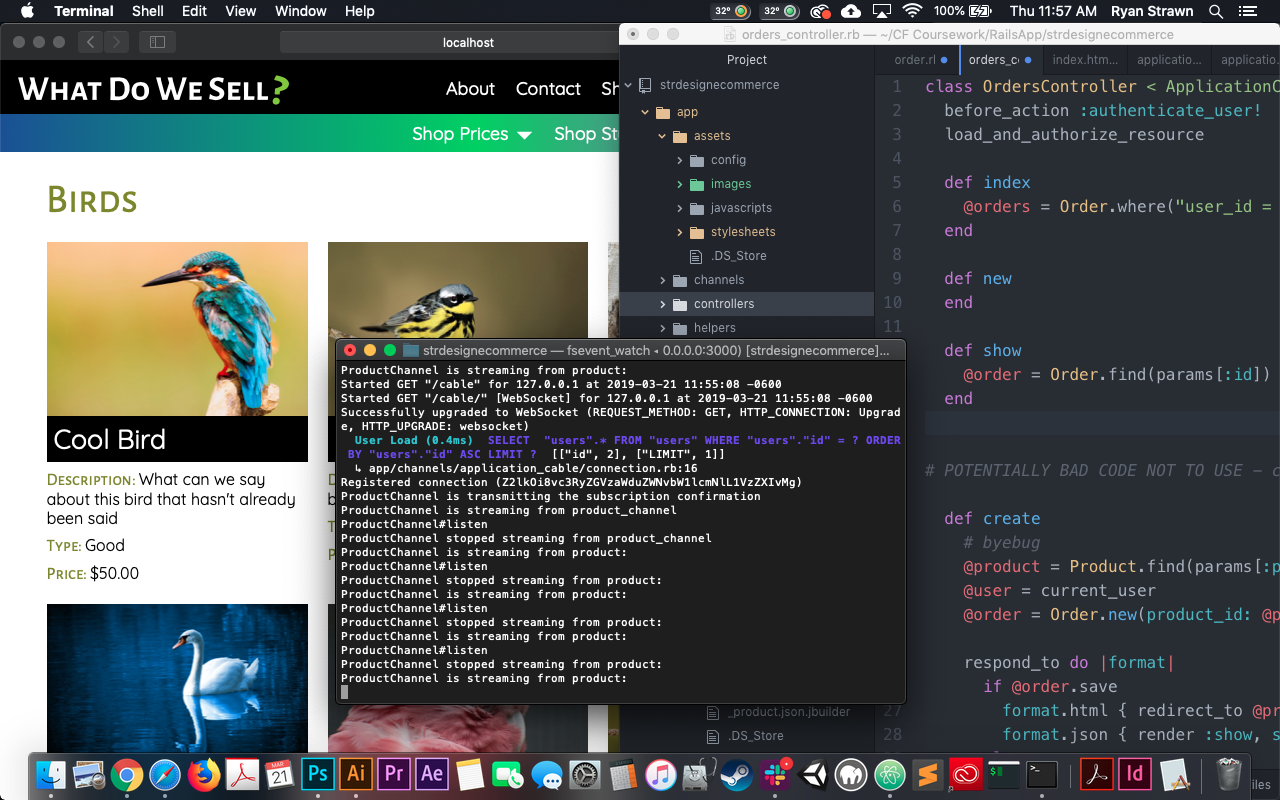 Terminal Shell Edit View Window Help 32° 32° 100% Thu 11:57 AM Ryan Strawn
localhost
What Do We Sell?
About Contact Sh
Shop Prices Shop St
Birds
Cool Bird
Description: What can we say
about this bird that hasn't already
been said
Type: Good
Price: $50.00
orders_controller.rb — ~/CF Coursework/RailsApp/strdesignecommerce
Project
strdesignecommerce
app
assets
config
images
javascripts
stylesheets
.DS_Store
channels
controllers
helpers
_product.json.jbuilder
.DS_Store
order.rl orders_cc index.htm... applicatio... applicatio.
1 class OrdersController < ApplicationC
2 before_action :authenticate_user!
3 load_and_authorize_resource
4
5 def index
6 @orders = Order.where("user_id =
7 end
8
9 def new
10 end
11
def show
@order = Order.find(params[:id])
end
# POTENTIALLY BAD CODE NOT TO USE – c
def create
# byebug
@product = Product.find(params[:p
@user = current_user
@order = Order.new(product_id: @p
respond_to do |format|
if @order.save
27 format.html { redirect_to @pr
28 format.json { render :show, s
strdesignecommerce — fsevent_watch ◂ 0.0.0.0:3000) [strdesignecommerce]...
ProductChannel is streaming from product:
Started GET "/cable" for 127.0.0.1 at 2019-03-21 11:55:08 -0600
Started GET "/cable/" [WebSocket] for 127.0.0.1 at 2019-03-21 11:55:08 -0600
Successfully upgraded to WebSocket (REQUEST_METHOD: GET, HTTP_CONNECTION: Upgrad
e, HTTP_UPGRADE: websocket)
User Load (0.4ms) SELECT "users".* FROM "users" WHERE "users"."id" = ? ORDER
BY "users"."id" ASC LIMIT ? [["id", 2], ["LIMIT", 1]]
↳ app/channels/application_cable/connection.rb:16
Registered connection (Z2lkOi8vc3RyZGVzaWduZWNvbW1lcmNlL1VzZXIvMg)
ProductChannel is transmitting the subscription confirmation
ProductChannel is streaming from product_channel
ProductChannel#listen
ProductChannel stopped streaming from product_channel
ProductChannel is streaming from product:
ProductChannel#listen
ProductChannel stopped streaming from product:
ProductChannel is streaming from product:
ProductChannel#listen
ProductChannel stopped streaming from product:
ProductChannel is streaming from product:
ProductChannel#listen
ProductChannel stopped streaming from product:
ProductChannel is streaming from product:
MAR
21
Ps Ai Pr Ae
Id
iles